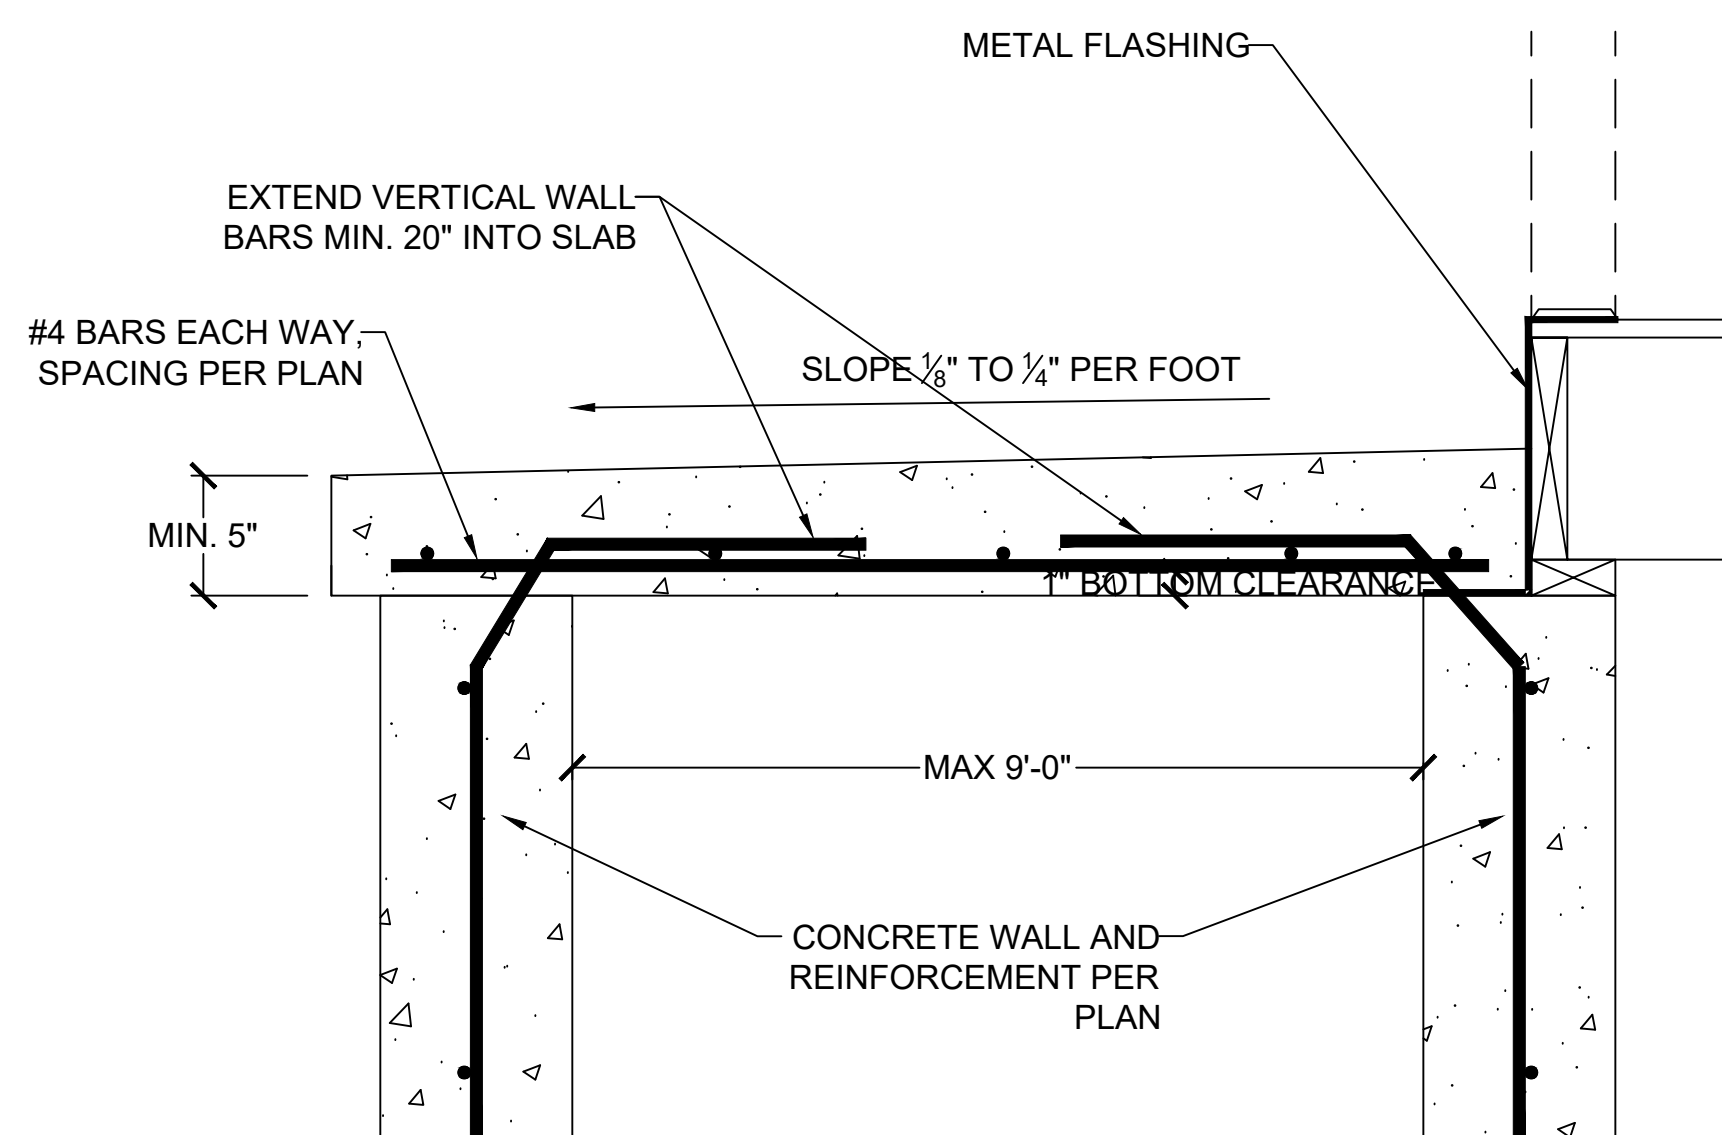 METAL FLASHING
EXTEND VERTICAL WALL
BARS MIN. 20" INTO SLAB
#4 BARS EACH WAY,
SPACING PER PLAN
SLOPE ⅛" TO ¼" PER FOOT
MIN. 5"
1" BOTTOM CLEARANCE
MAX 9'-0"
CONCRETE WALL AND
REINFORCEMENT PER
PLAN